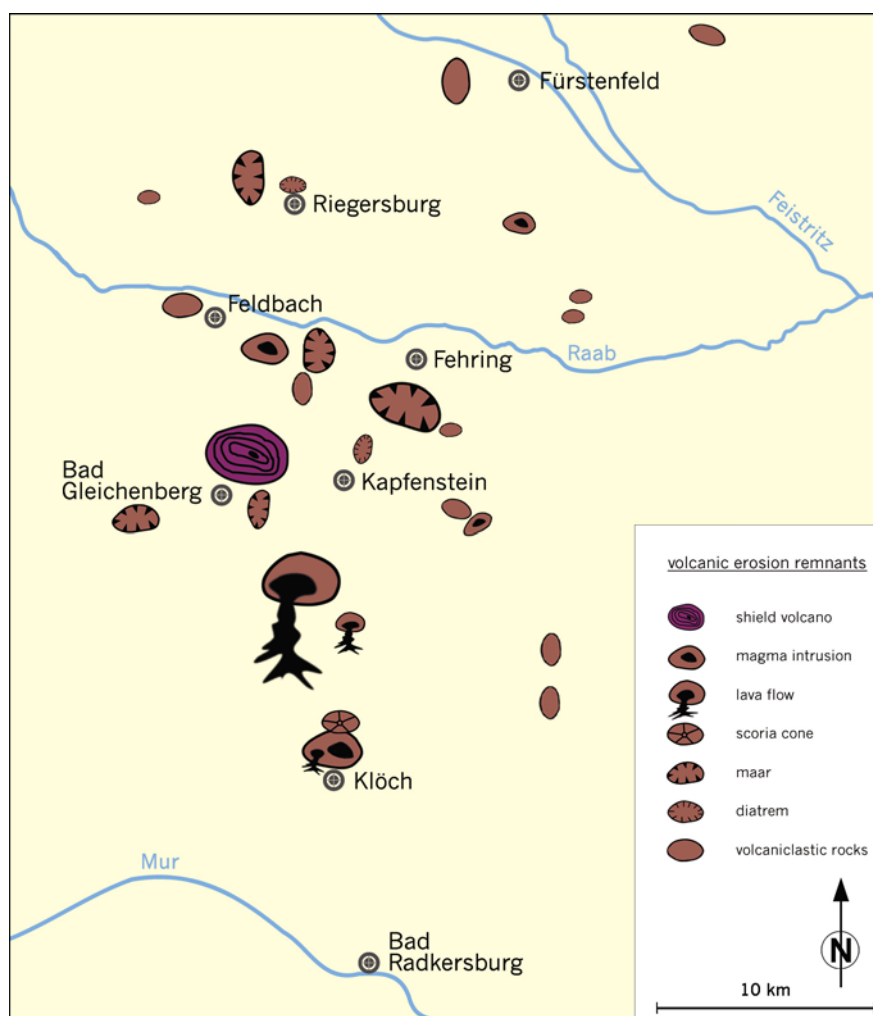 Fürstenfeld
Riegersburg
Feistritz
Feldbach
Fehring
Raab
Bad
Gleichenberg
Kapfenstein
Klöch
Mur
Bad
Radkersburg
volcanic erosion remnants
shield volcano
magma intrusion
lava flow
scoria cone
maar
diatrem
volcaniclastic rocks
N
10 km